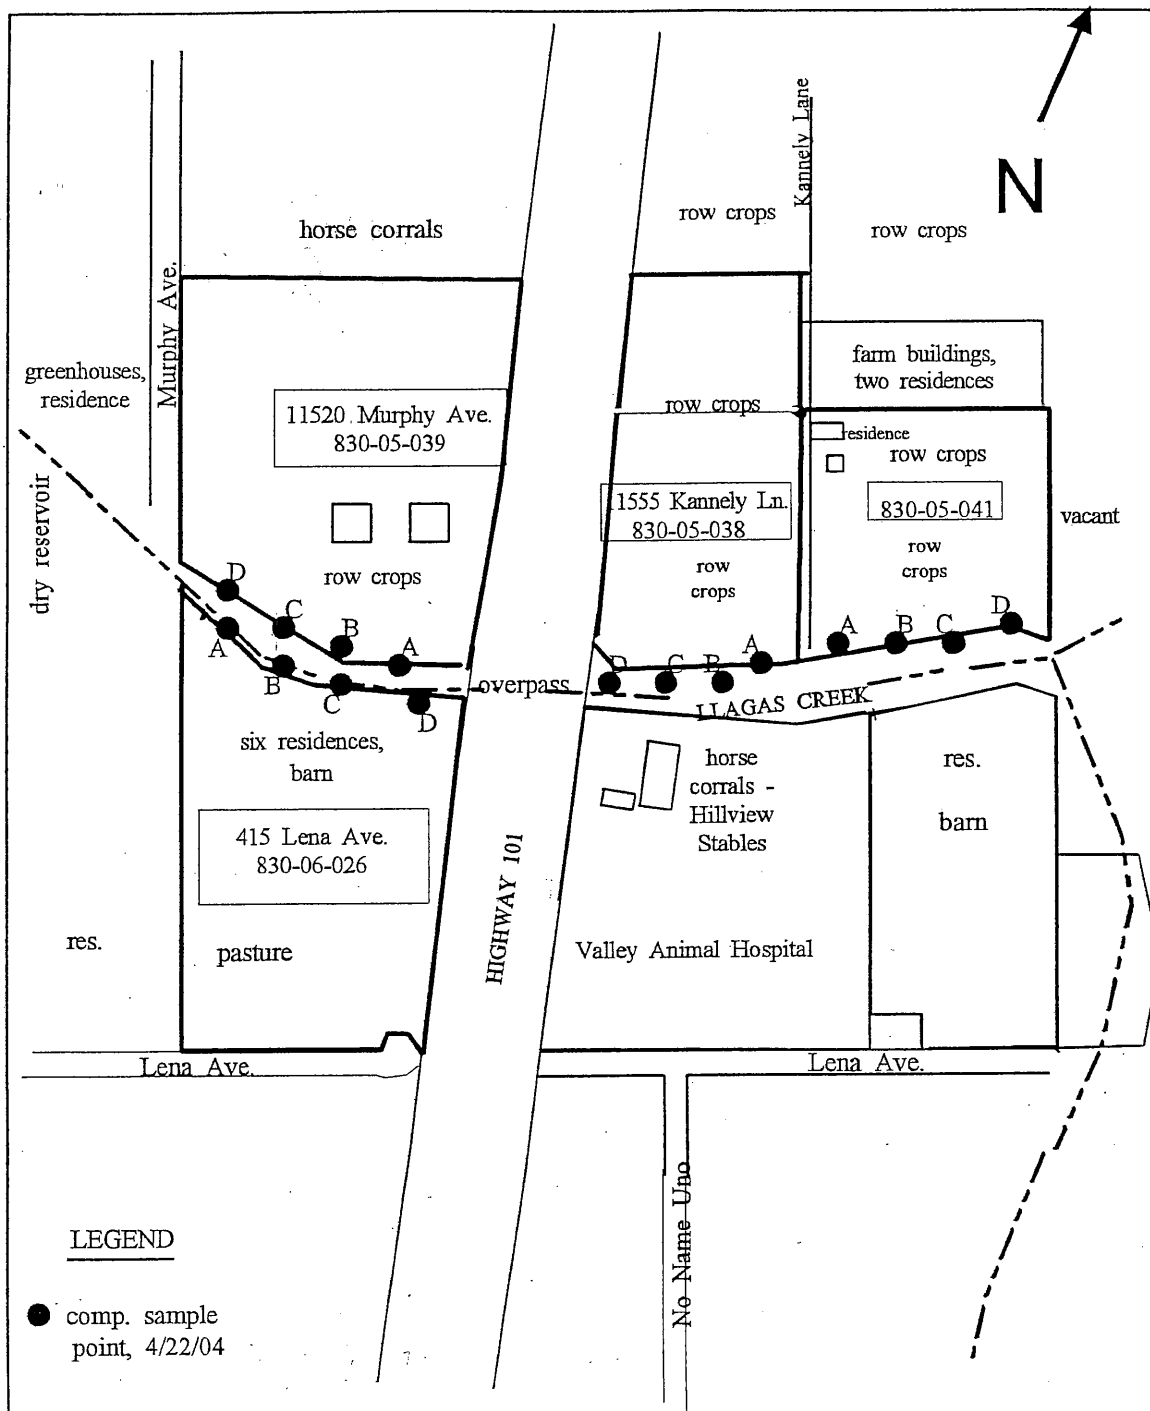 N
Kannely Lane
row crops
row crops
horse corrals
Murphy Ave.
greenhouses,
residence
farm buildings,
two residences
11520 Murphy Ave.
830-05-039
row crops
residence
row crops
dry reservoir
1555 Kannely Ln.
830-05-038
830-05-041
vacant
row crops
row
crops
row
crops
D
C
B
A
A
B
C
D
overpass
D
C
B
A
A
B
C
D
LLAGAS CREEK
six residences,
barn
horse
corrals -
Hillview
Stables
res.
barn
415 Lena Ave.
830-06-026
HIGHWAY 101
res.
pasture
Valley Animal Hospital
Lena Ave.
Lena Ave.
No Name Uno
LEGEND
comp. sample
point, 4/22/04